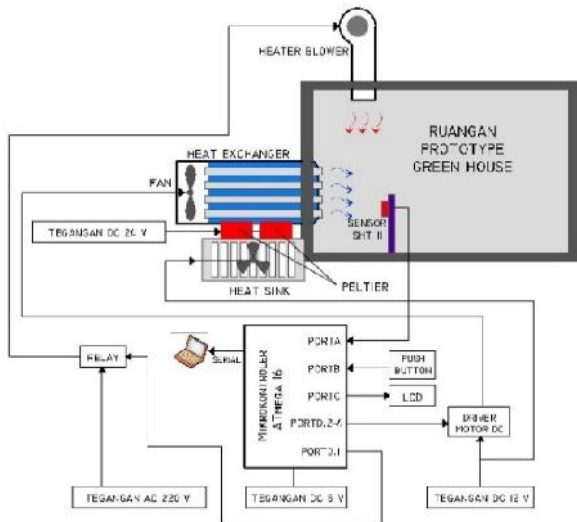 HEATER BLOWER
RUANGAN
PROTOTYPE
GREEN HOUSE
HEAT EXCHANGER
FAN
SENSOR
SHT 11
TEGANGAN DC 24 V
HEAT SINK
PELTIER
MIKROKONTROLER
ATMEGA 16
PORTA
PORTB
PORTC
PORTD.2-4
PORTD.1
SERIAL
PUSH
BUTTON
LCD
RELAY
DRIVER
MOTOR DC
TEGANGAN AC 220 V
TEGANGAN DC 5 V
TEGANGAN DC 12 V